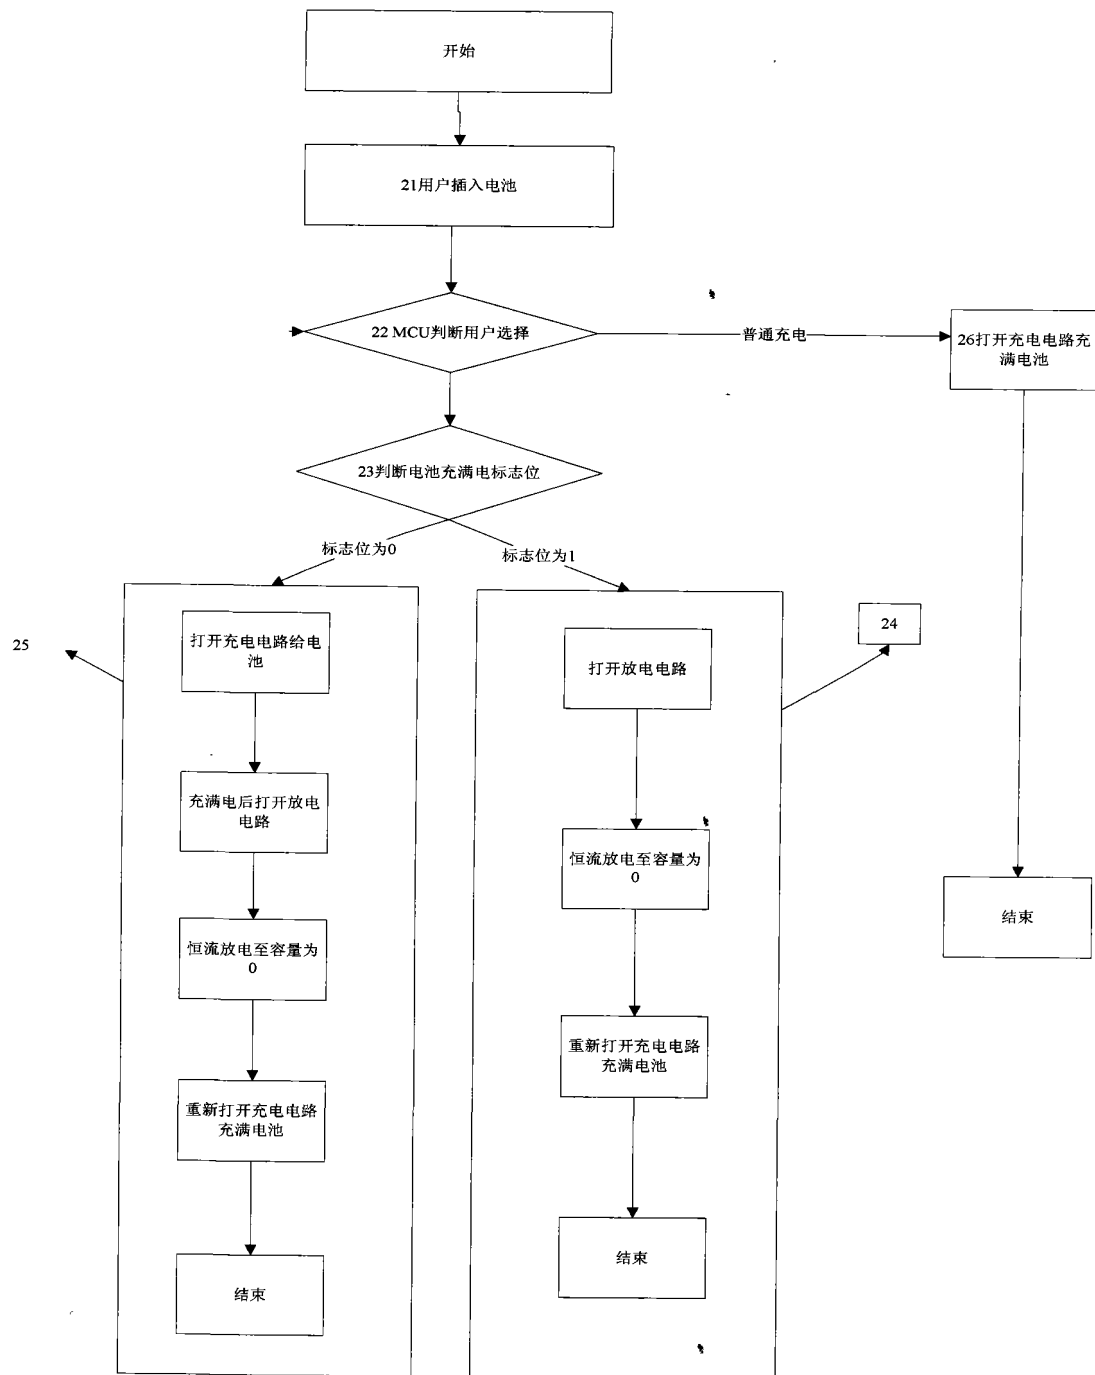 开始
21用户插入电池
22 MCU判断用户选择
普通充电
26打开充电电路充
满电池
23判断电池充满电标志位
标志位为0
标志位为1
25
打开充电电路给电
池
充满电后打开放电
电路
恒流放电至容量为
0
重新打开充电电路
充满电池
结束
24
打开放电电路
恒流放电至容量为
0
重新打开充电电路
充满电池
结束
结束